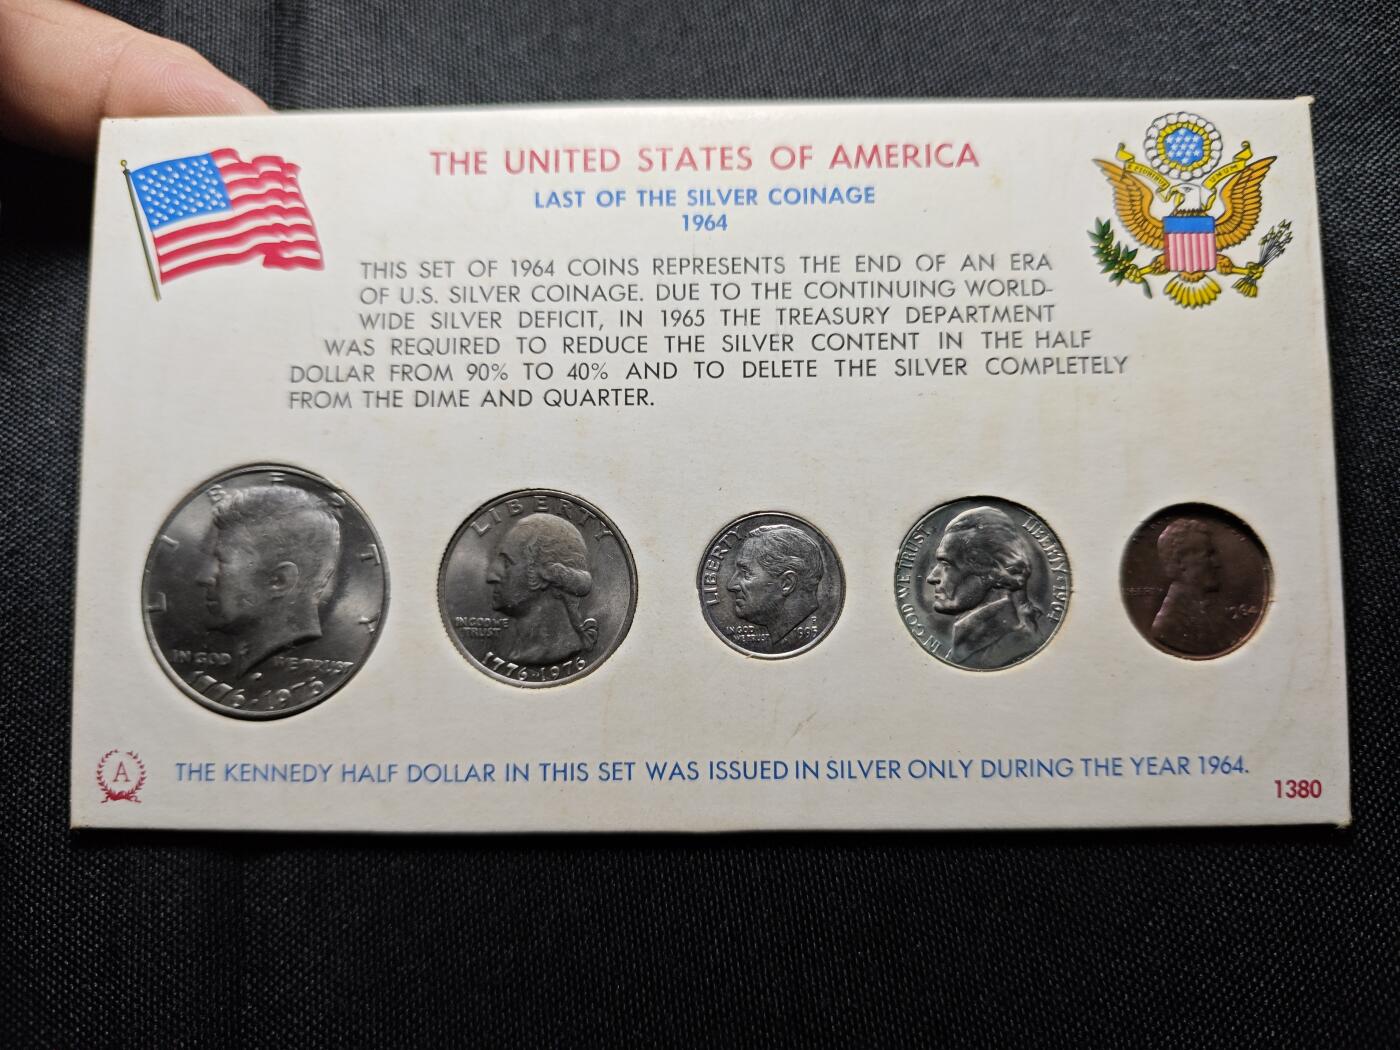 THE UNITED STATES OF AMERICA
LAST OF THE SILVER COINAGE
1964
THIS SET OF 1964 COINS REPRESENTS THE END OF AN ERA
OF U.S. SILVER COINAGE. DUE TO THE CONTINUING WORLD-
WIDE SILVER DEFICIT, IN 1965 THE TREASURY DEPARTMENT
WAS REQUIRED TO REDUCE THE SILVER CONTENT IN THE HALF
DOLLAR FROM 90% TO 40% AND TO DELETE THE SILVER COMPLETELY
FROM THE DIME AND QUARTER.
LIBERTY
IN GOD WE TRUST
1776-1976
LIBERTY
IN GOD WE
TRUST
1776-1976
LIBERTY
IN GOD
WE TRUST
P
IN GOD WE TRUST
LIBERTY
1964
LIBERTY
1964
A
THE KENNEDY HALF DOLLAR IN THIS SET WAS ISSUED IN SILVER ONLY DURING THE YEAR 1964.
1380